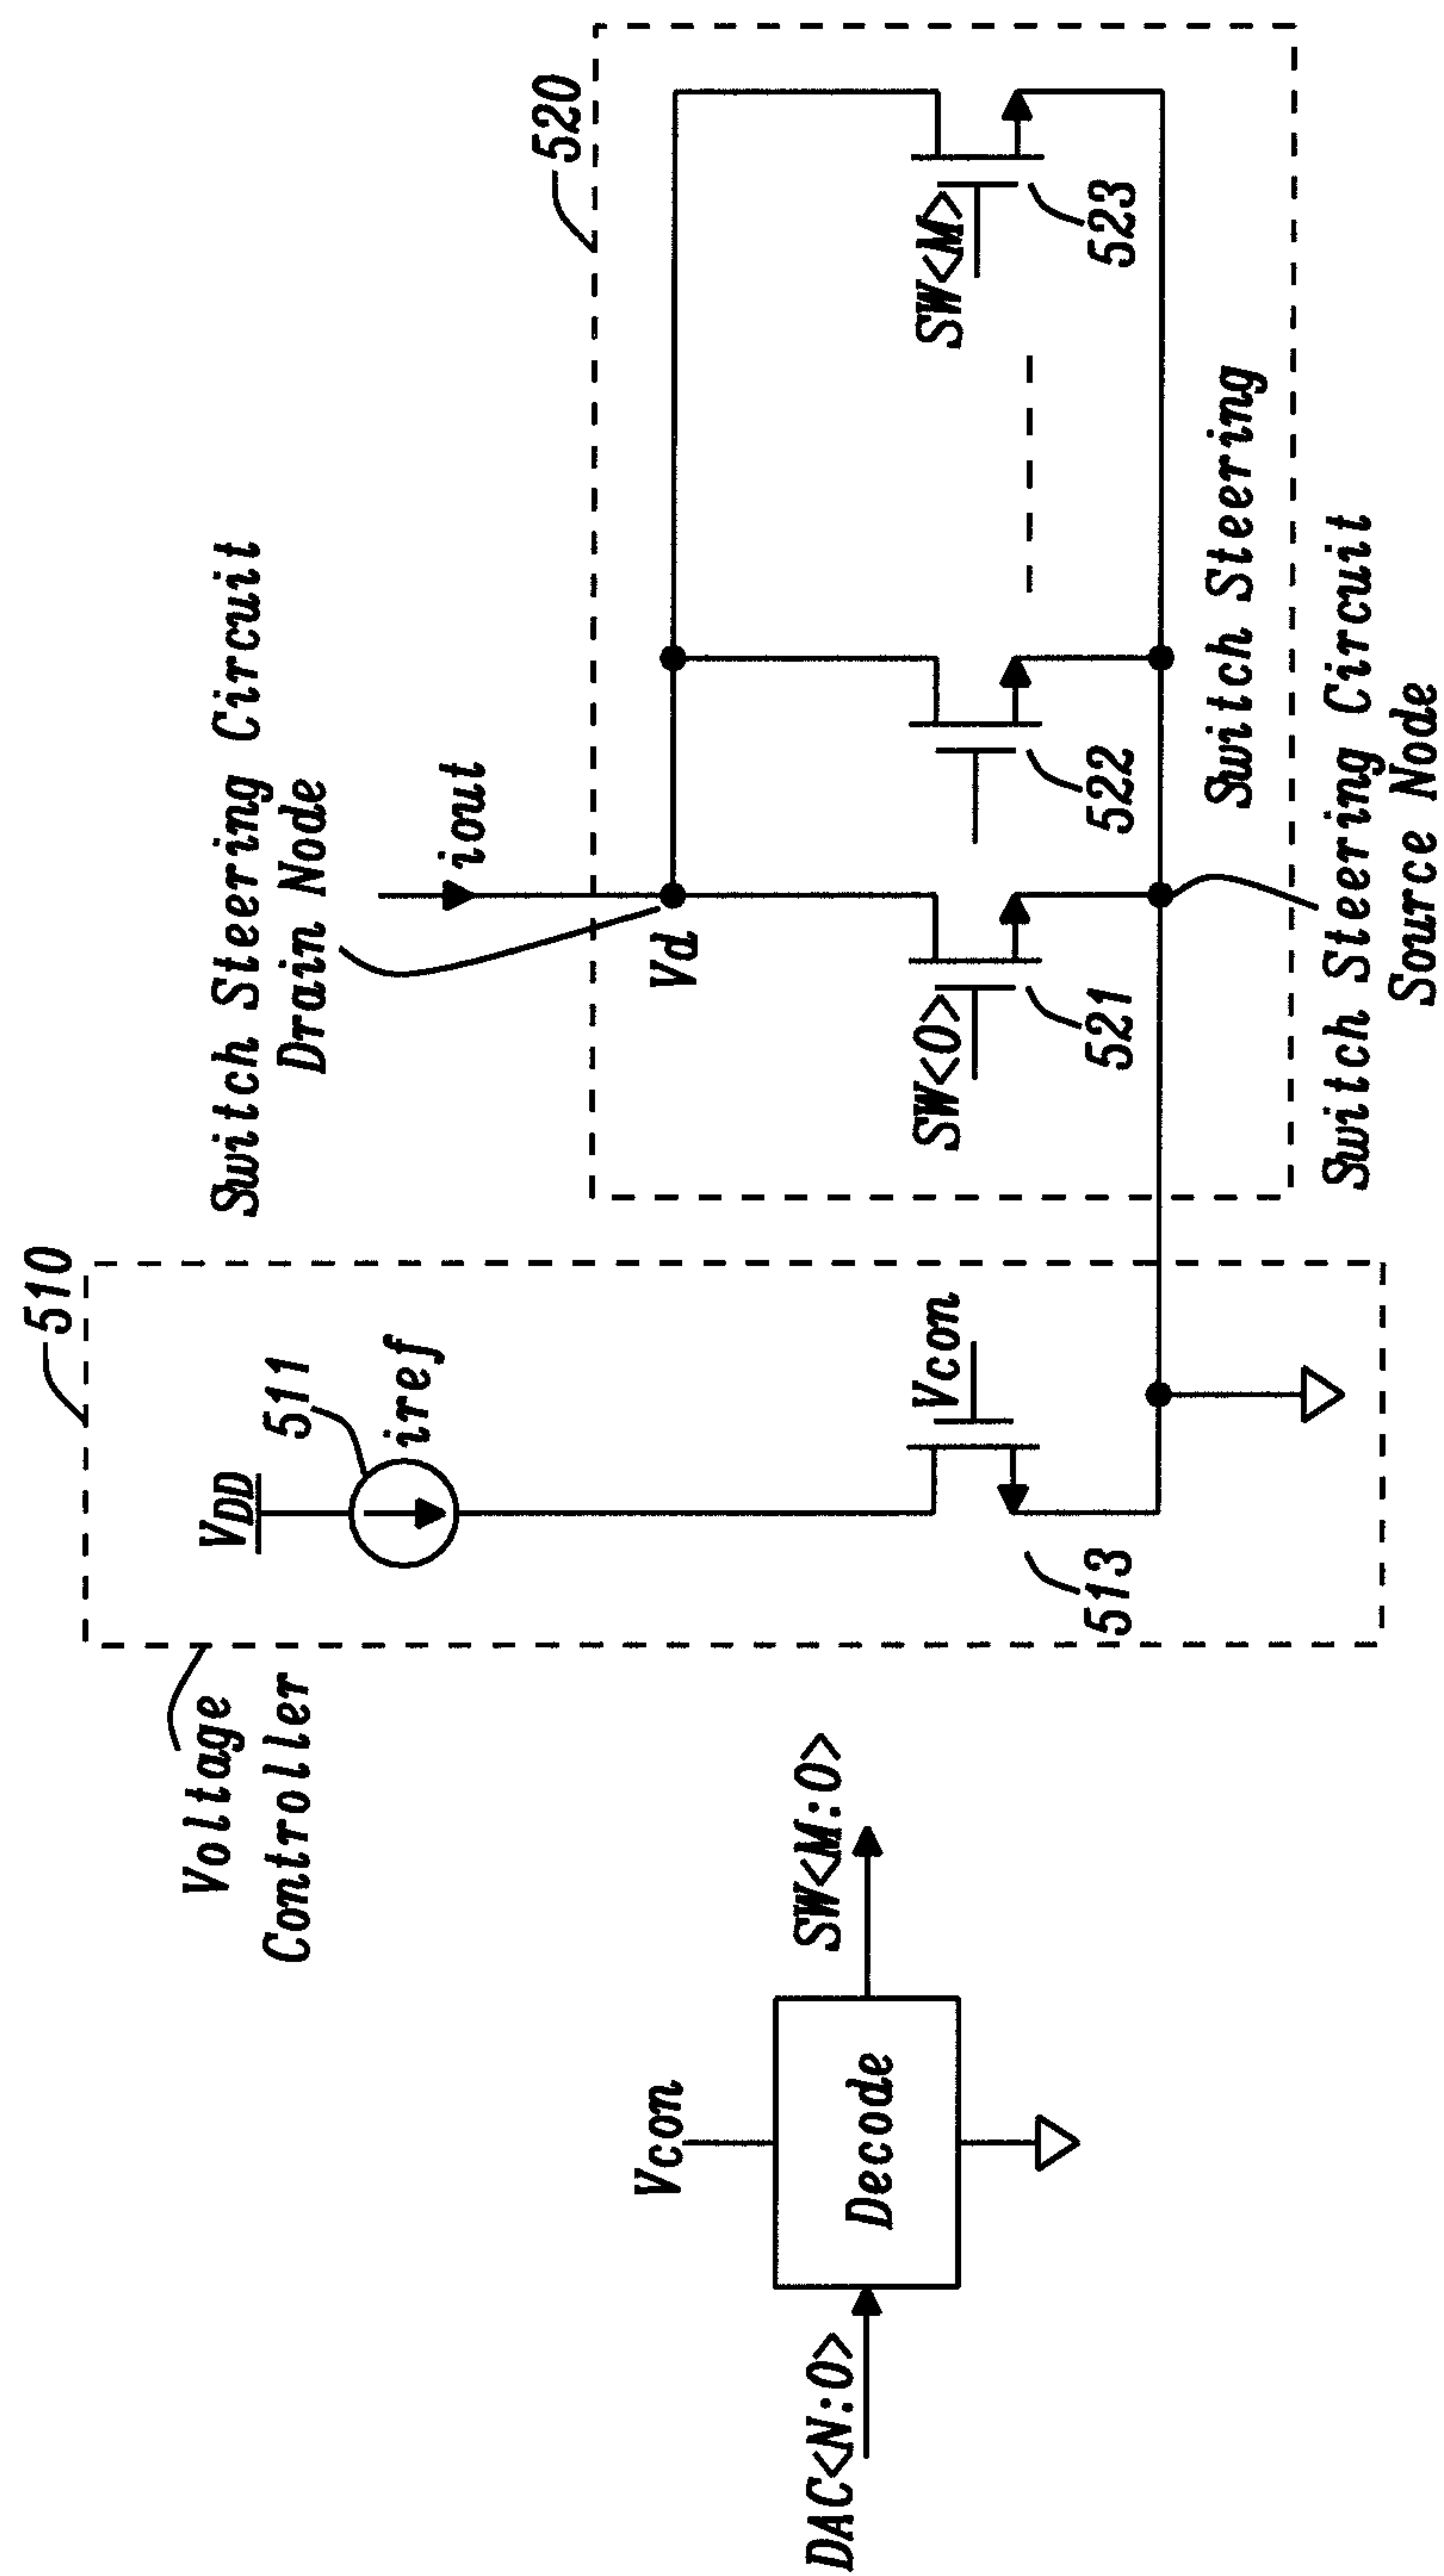 510
Voltage
Controller
VDD
511
iref
Vcon
513
Switch Steering Circuit
Drain Node
iout
520
Vd
SW<0>
521
522
SW<M>
523
Switch Steering
Switch Steering Circuit
Source Node
DAC<N:0>
Vcon
Decode
SW<M:0>